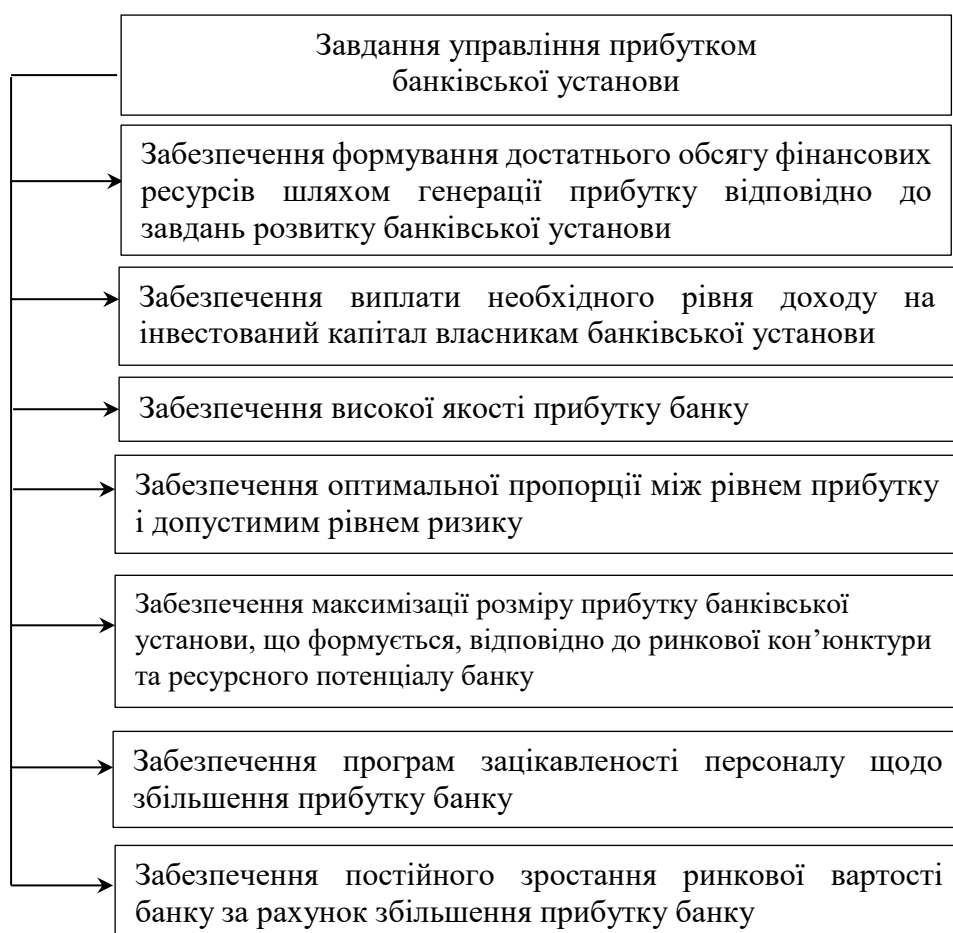 Завдання управління прибутком
банківської установи
Забезпечення формування достатнього обсягу фінансових
ресурсів шляхом генерації прибутку відповідно до
завдань розвитку банківської установи
Забезпечення виплати необхідного рівня доходу на
інвестований капітал власникам банківської установи
Забезпечення високої якості прибутку банку
Забезпечення оптимальної пропорції між рівнем прибутку
і допустимим рівнем ризику
Забезпечення максимізації розміру прибутку банківської
установи, що формується, відповідно до ринкової кон’юнктури
та ресурсного потенціалу банку
Забезпечення програм зацікавленості персоналу щодо
збільшення прибутку банку
Забезпечення постійного зростання ринкової вартості
банку за рахунок збільшення прибутку банку